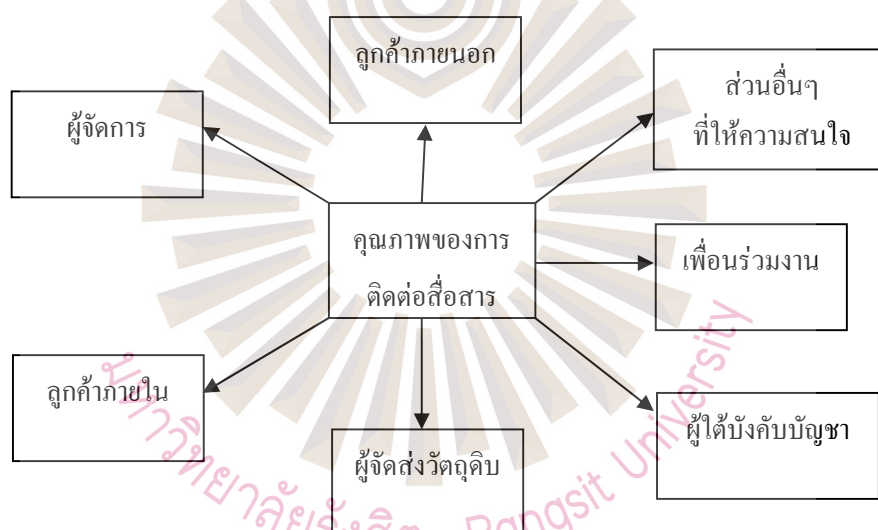 ลูกค้าภายนอก
ส่วนอื่นๆ
ที่ให้ความสนใจ
ผู้จัดการ
คุณภาพของการ
ติดต่อสื่อสาร
เพื่อนร่วมงาน
ลูกค้าภายใน
ผู้ใต้บังคับบัญชา
ผู้จัดส่งวัตถุดิบ
มหาวิทยาลัยรังสิต Rangsit University